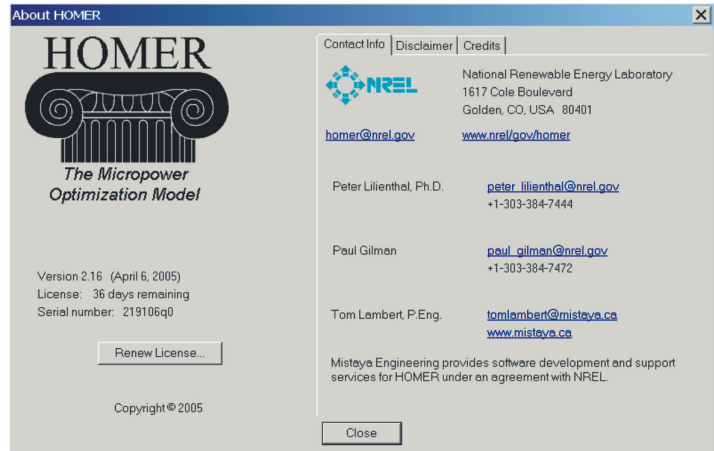 About HOMER
HOMER
The Micropower
Optimization Model
Version 2.16 (April 6, 2005)
License: 36 days remaining
Serial number: 219106q0
Renew License...
Copyright © 2005
Contact Info Disclaimer Credits
NREL
National Renewable Energy Laboratory
1617 Cole Boulevard
Golden, CO, USA 80401
homer@nrel.gov www.nrel/gov/homer
Peter Lilienthal, Ph.D. peter_lilienthal@nrel.gov
+1-303-384-7444
Paul Gilman paul_gilman@nrel.gov
+1-303-384-7472
Tom Lambert, P.Eng. tomlambert@mistaya.ca
www.mistaya.ca
Mistaya Engineering provides software development and support
services for HOMER under an agreement with NREL.
Close